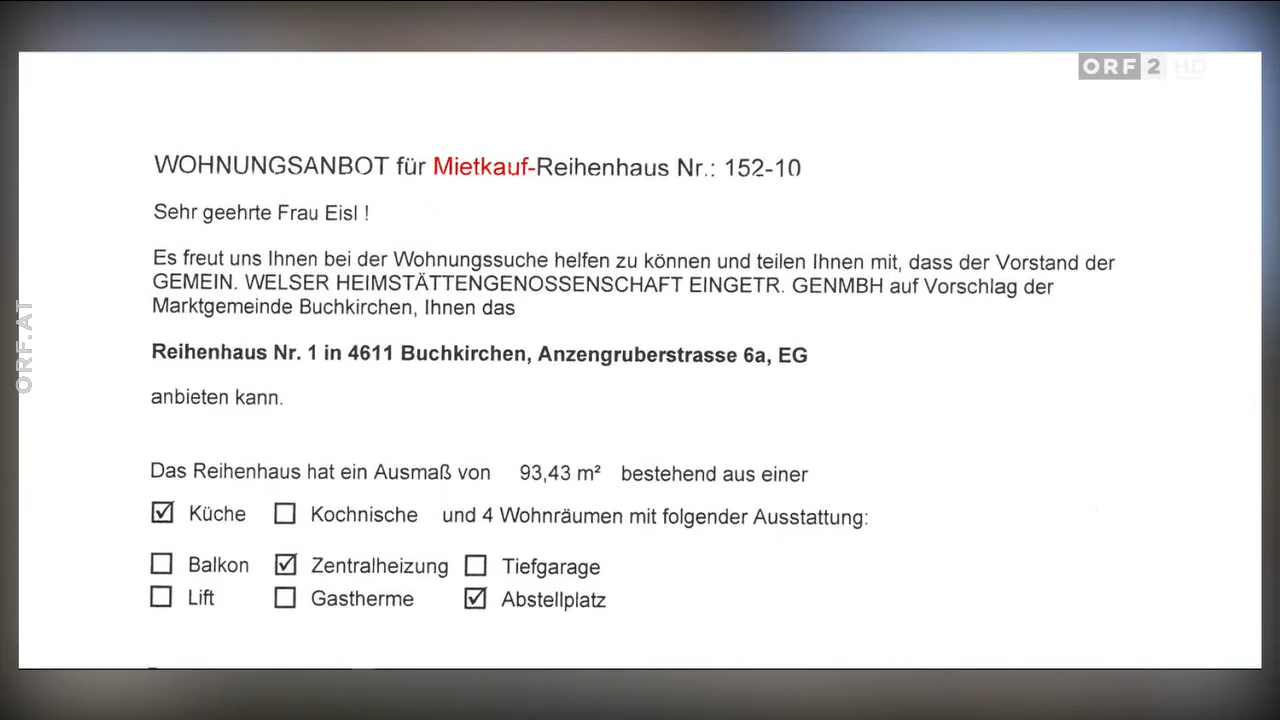 ORF 2 HD
WOHNUNGSANBOT für Mietkauf-Reihenhaus Nr.: 152-10
Sehr geehrte Frau Eisl !
Es freut uns Ihnen bei der Wohnungssuche helfen zu können und teilen Ihnen mit, dass der Vorstand der
GEMEIN. WELSER HEIMSTÄTTENGENOSSENSCHAFT EINGETR. GENMBH auf Vorschlag der
Marktgemeinde Buchkirchen, Ihnen das
Reihenhaus Nr. 1 in 4611 Buchkirchen, Anzengruberstrasse 6a, EG
anbieten kann.
Das Reihenhaus hat ein Ausmaß von 93,43 m² bestehend aus einer
☑ Küche ☐ Kochnische und 4 Wohnräumen mit folgender Ausstattung:
☐ Balkon ☑ Zentralheizung ☐ Tiefgarage
☐ Lift ☐ Gastherme ☑ Abstellplatz
ORF.AT